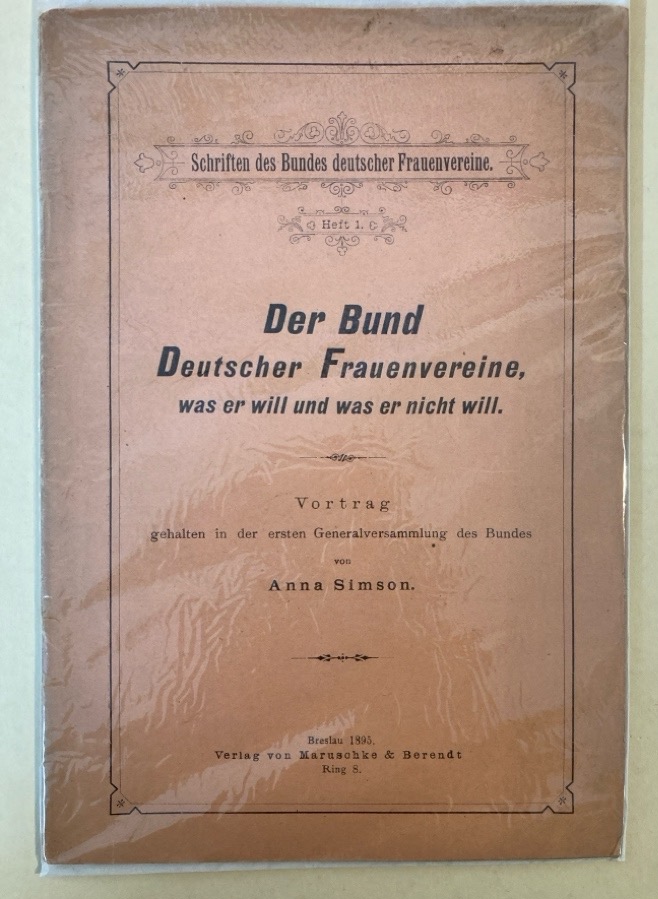 Schriften des Bundes deutscher Frauenvereine.
Heft 1.
Der Bund
Deutscher Frauenvereine,
was er will und was er nicht will.
Vortrag
gehalten in der ersten Generalversammlung des Bundes
von
Anna Simson.
Breslau 1895.
Verlag von Maruschke & Berendt
Ring 8.